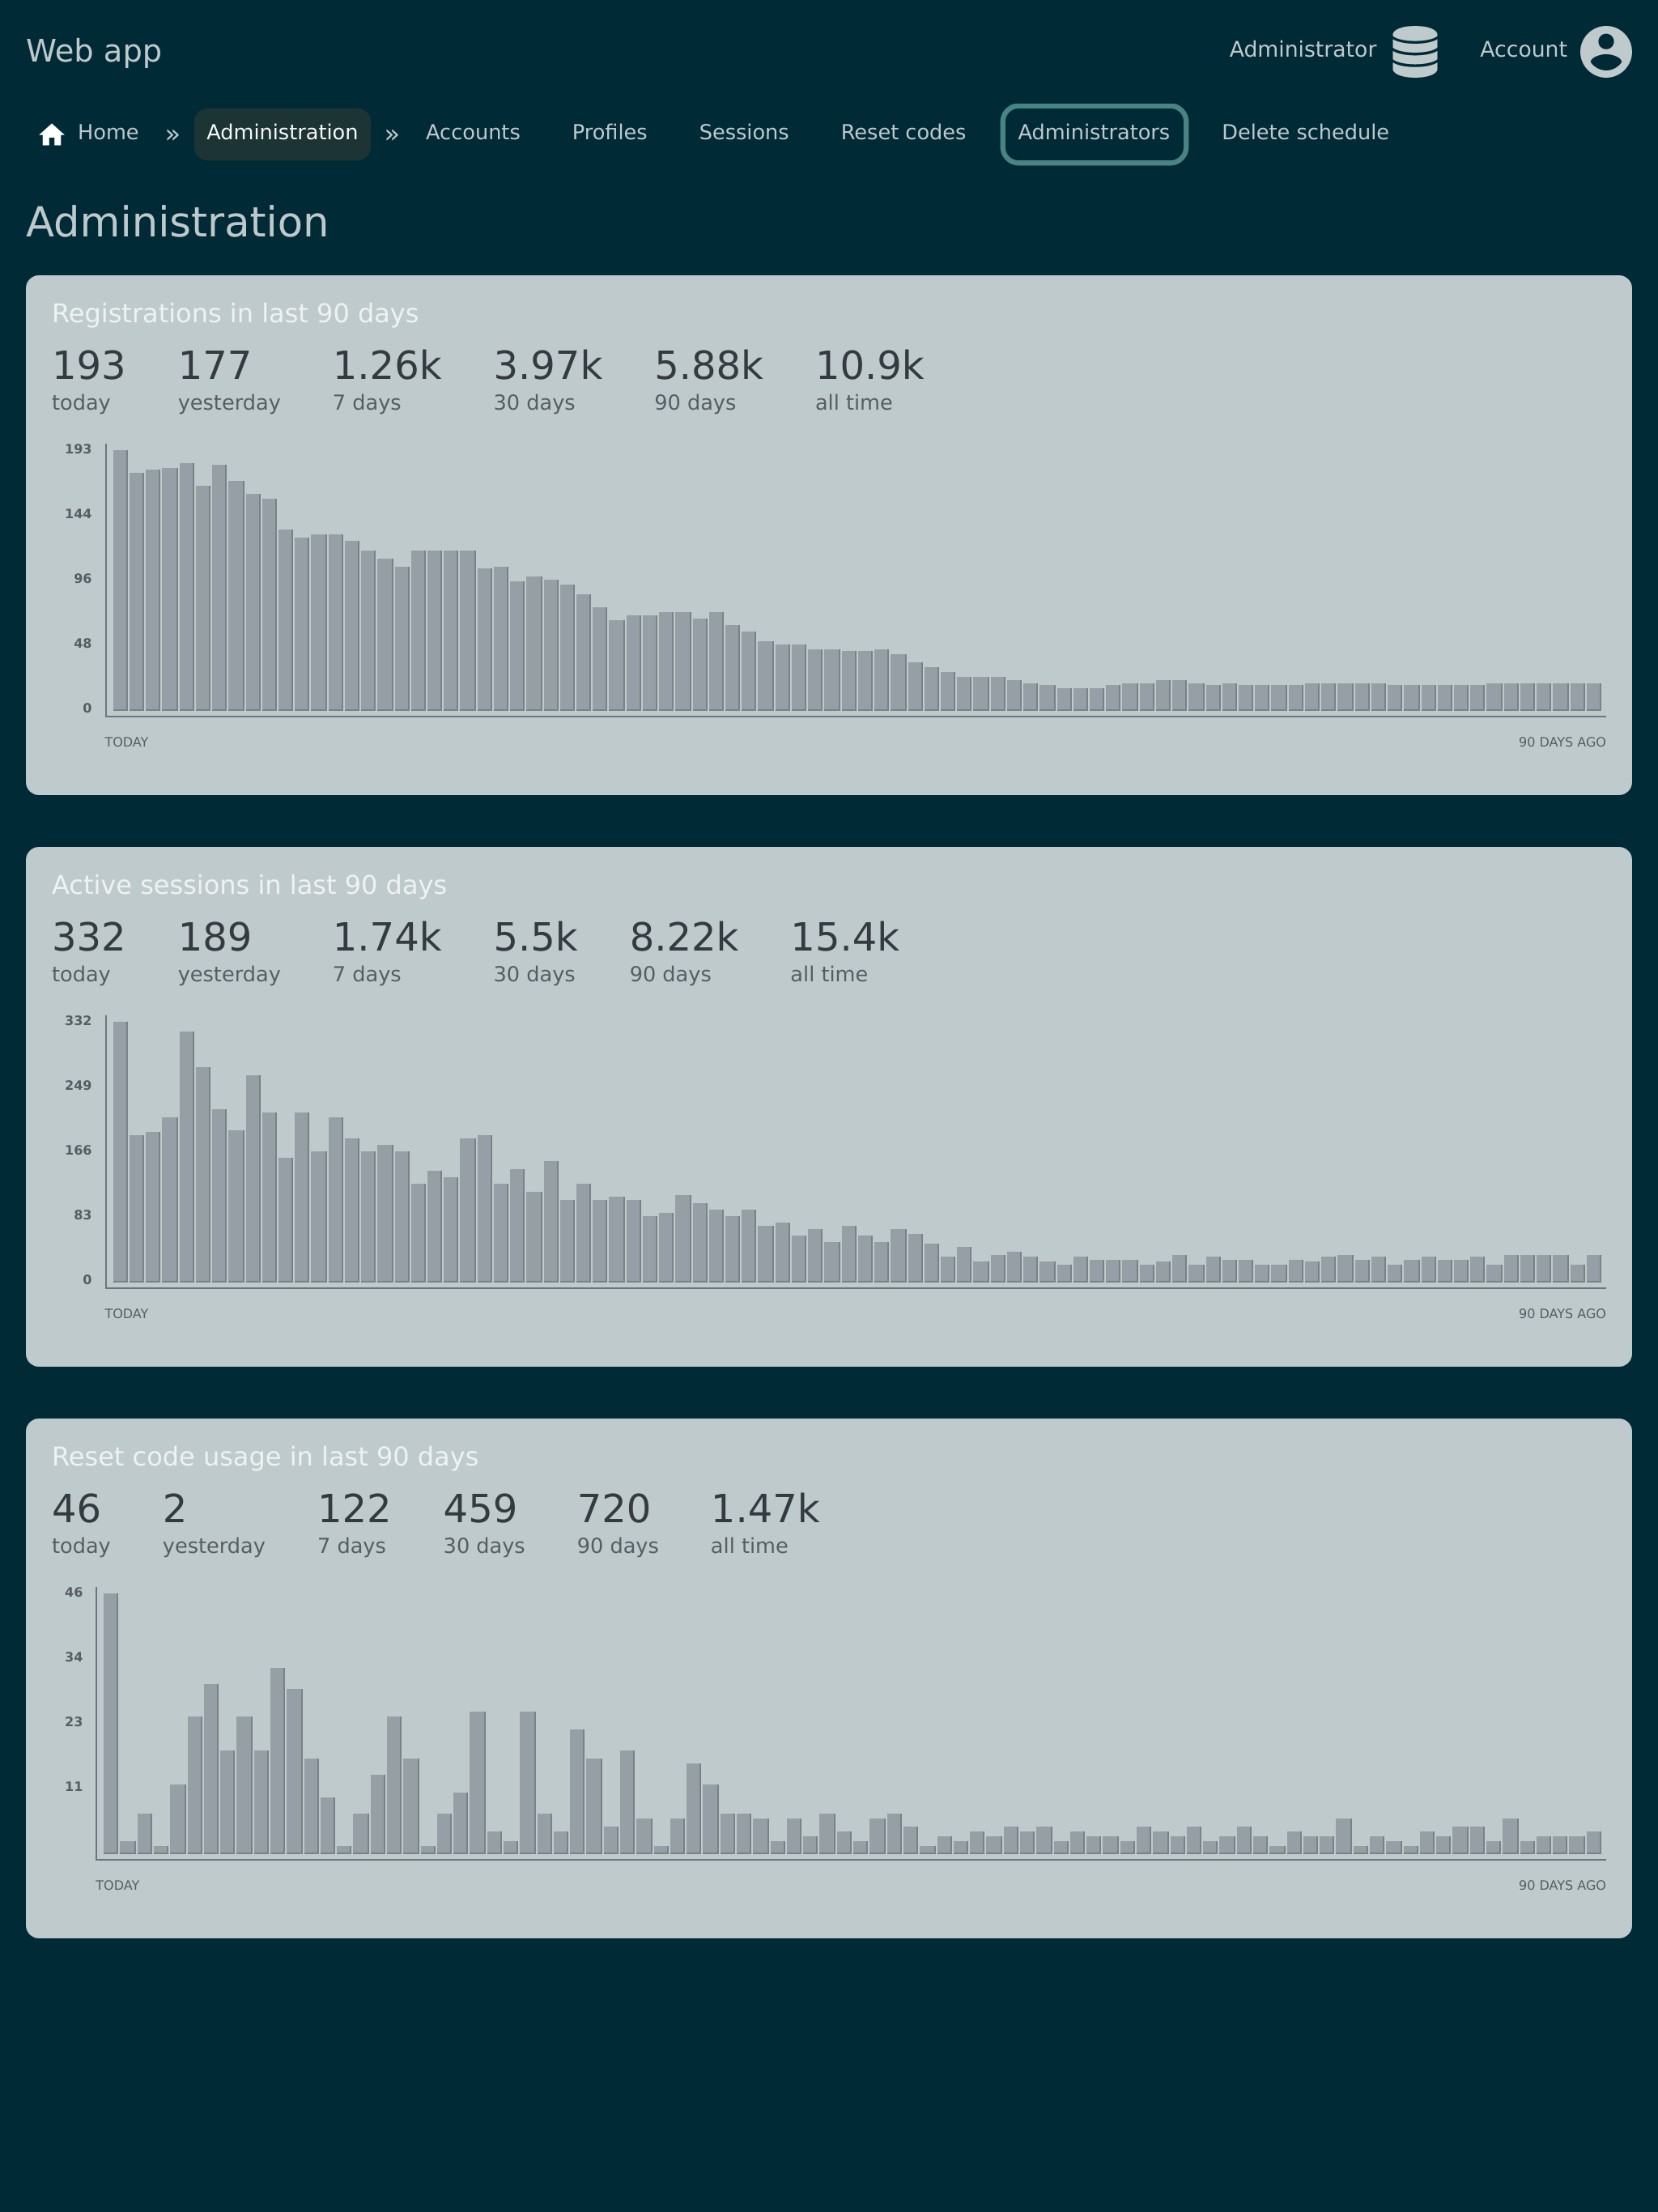 Web app
Administrator
Account
Home » Administration » Accounts Profiles Sessions Reset codes Administrators Delete schedule
Administration
Registrations in last 90 days
193 177 1.26k 3.97k 5.88k 10.9k
today yesterday 7 days 30 days 90 days all time
193
144
96
48
0
TODAY 90 DAYS AGO
Active sessions in last 90 days
332 189 1.74k 5.5k 8.22k 15.4k
today yesterday 7 days 30 days 90 days all time
332
249
166
83
0
TODAY 90 DAYS AGO
Reset code usage in last 90 days
46 2 122 459 720 1.47k
today yesterday 7 days 30 days 90 days all time
46
34
23
11
TODAY 90 DAYS AGO